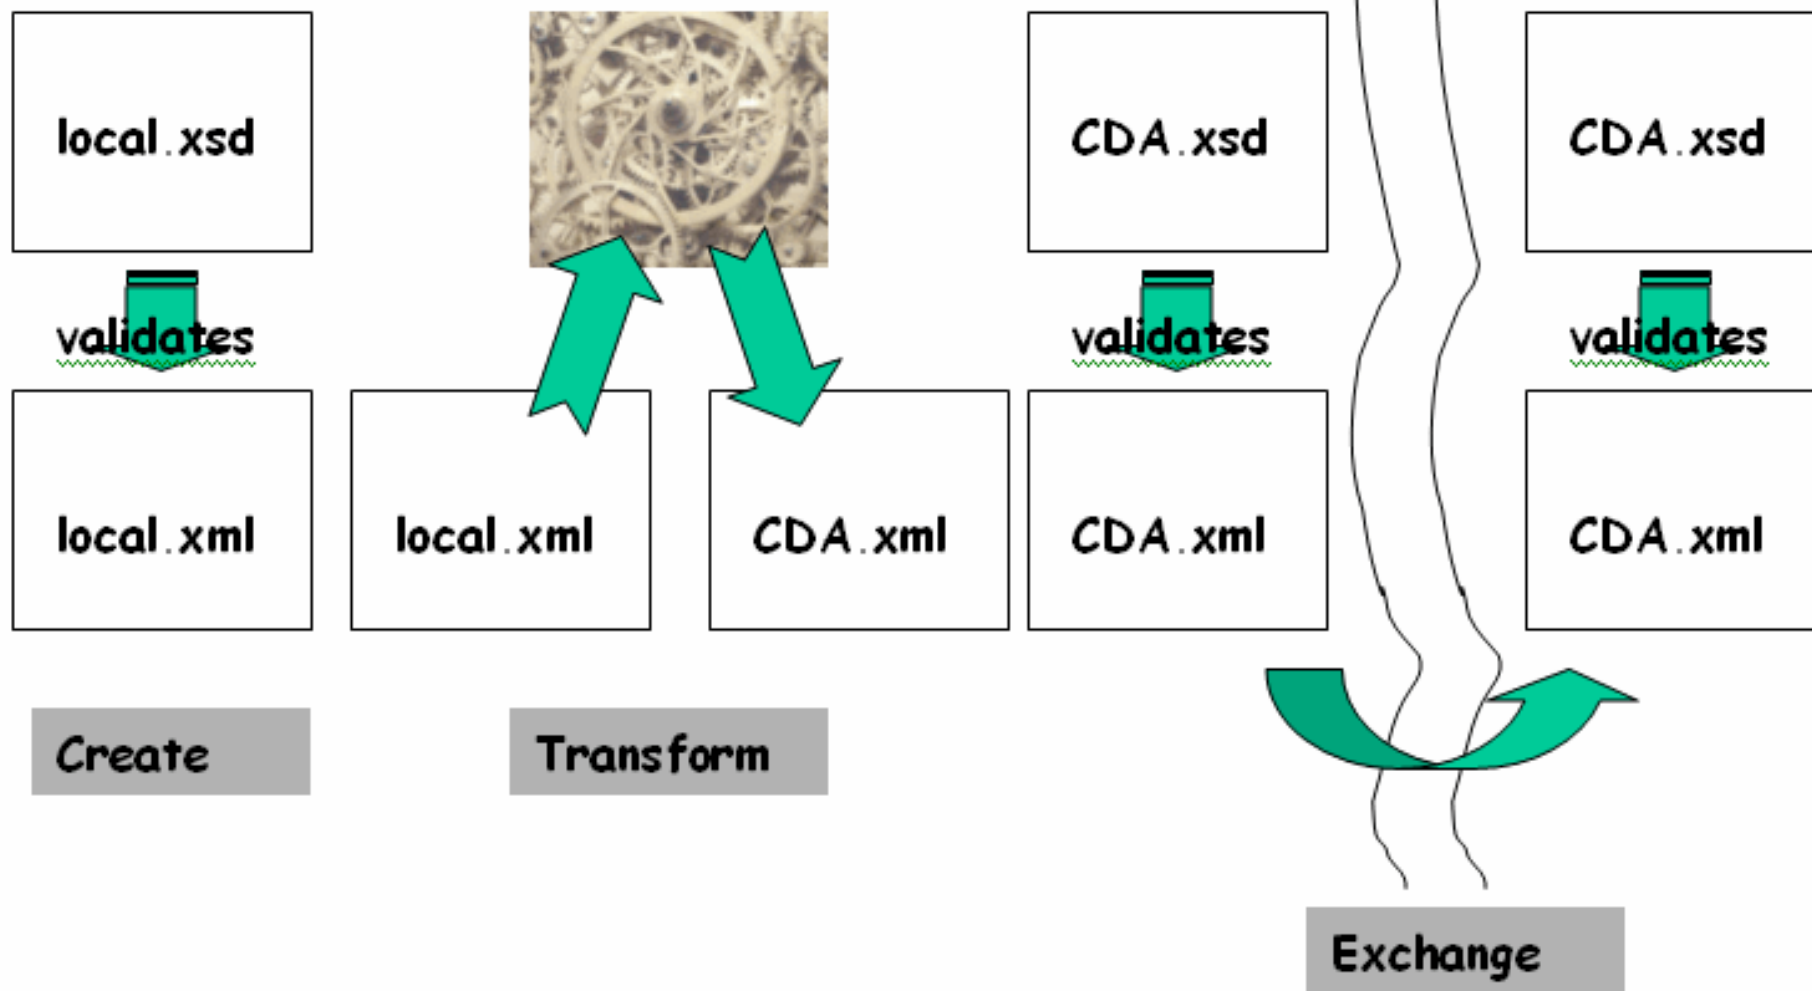 local.xsd
CDA.xsd
CDA.xsd
validates
validates
validates
local.xml
local.xml
CDA.xml
CDA.xml
CDA.xml
Create
Transform
Exchange